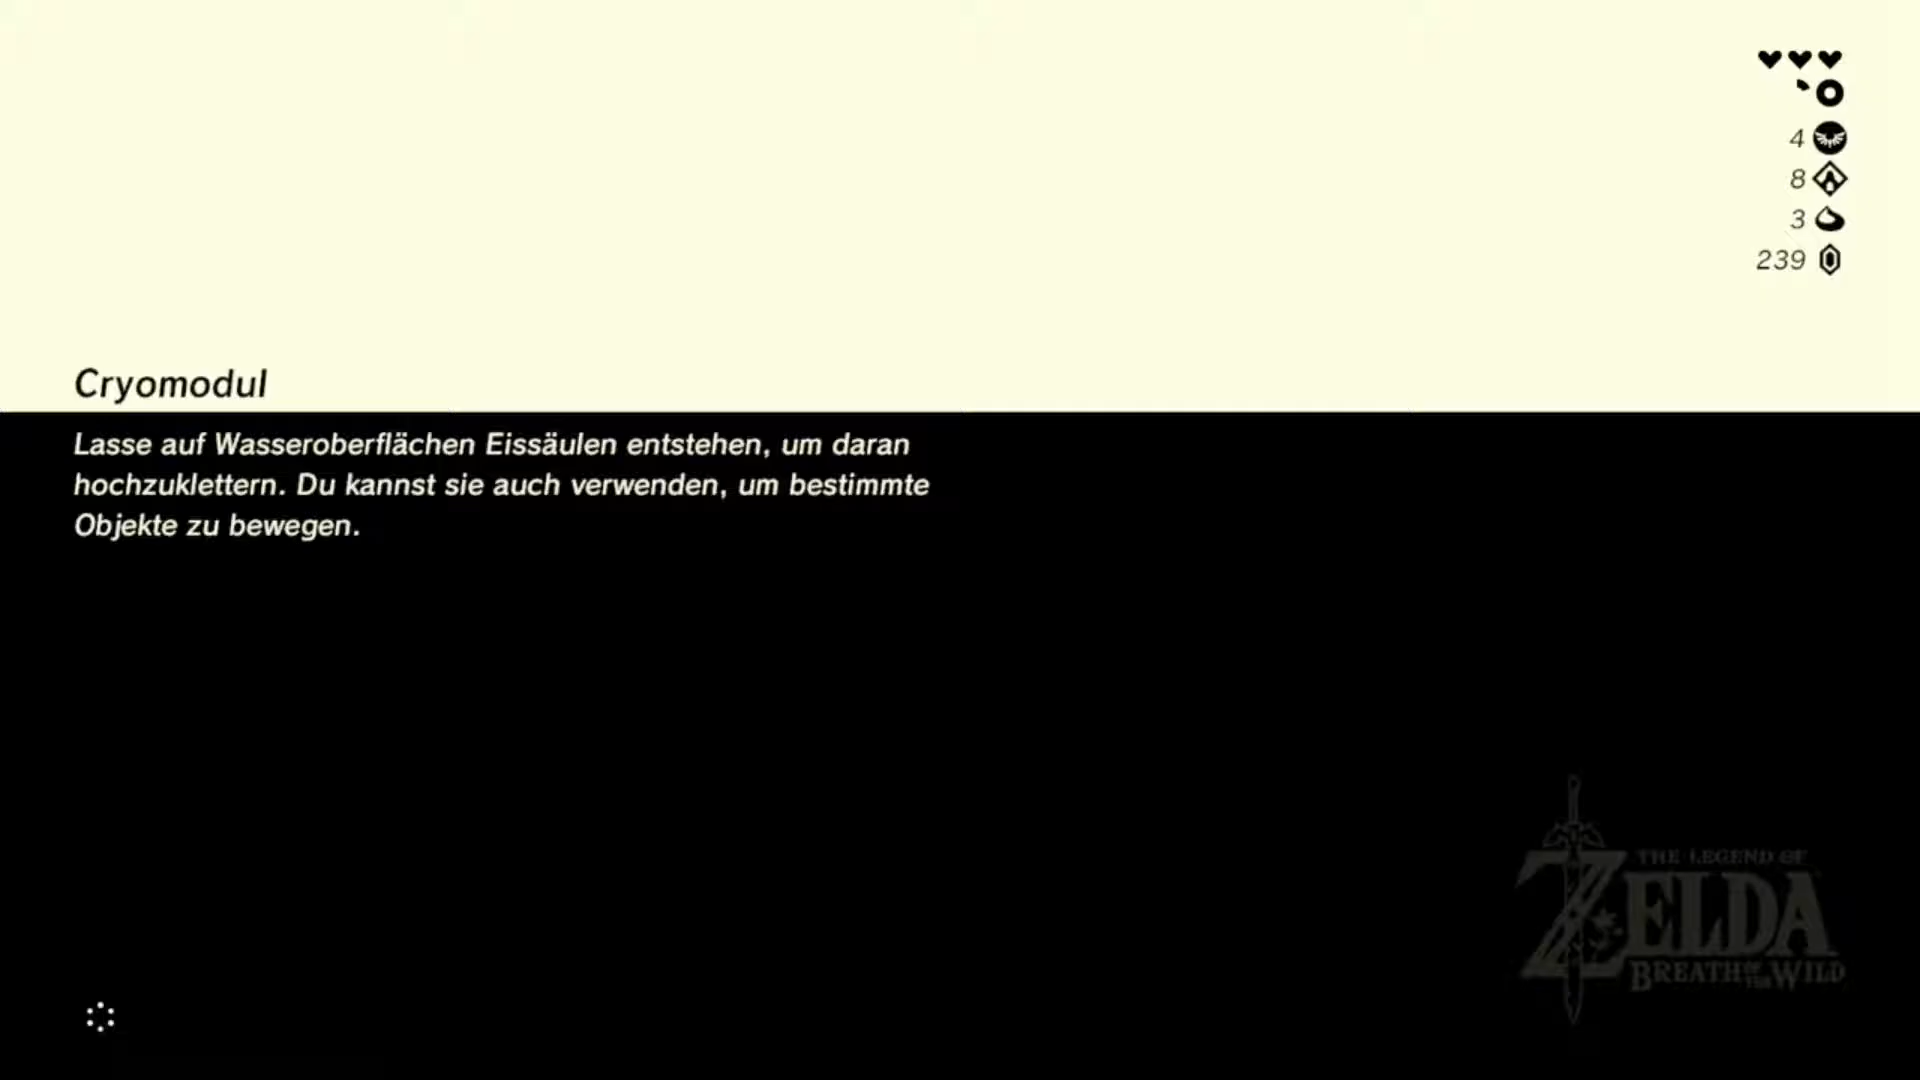 4
8
3
239
Cryomodul
Lasse auf Wasseroberflächen Eissäulen entstehen, um daran
hochzuklettern. Du kannst sie auch verwenden, um bestimmte
Objekte zu bewegen.
THE LEGEND OF
ZELDA
BREATH OF THE WILD